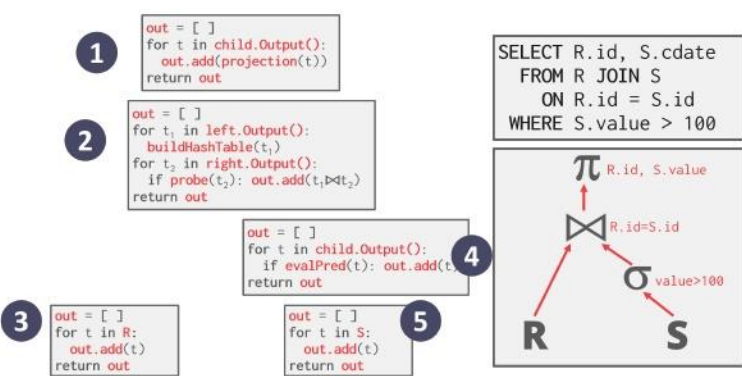 1
out = [ ]
for t in child.Output():
out.add(projection(t))
return out
2
out = [ ]
for t₁ in left.Output():
buildHashTable(t₁)
for t₂ in right.Output():
if probe(t₂): out.add(t₁⋈t₂)
return out
4
out = [ ]
for t in child.Output():
if evalPred(t): out.add(t
return out
3
out = [ ]
for t in R:
out.add(t)
return out
5
out = [ ]
for t in S:
out.add(t)
return out
SELECT R.id, S.cdate
FROM R JOIN S
ON R.id = S.id
WHERE S.value > 100
π R.id, S.value
⋈ R.id=S.id
σ value>100
R S